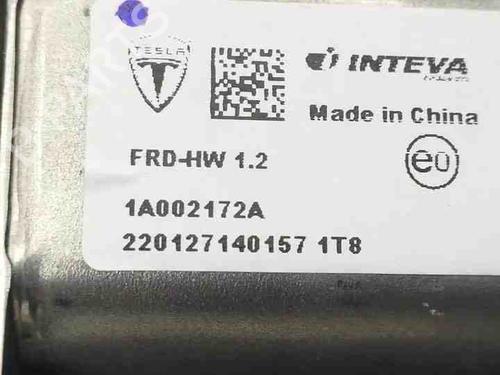 TESLA
INTEVA
Made in China
FRD-HW 1.2
e0
1A002172A
220127140157 1T8